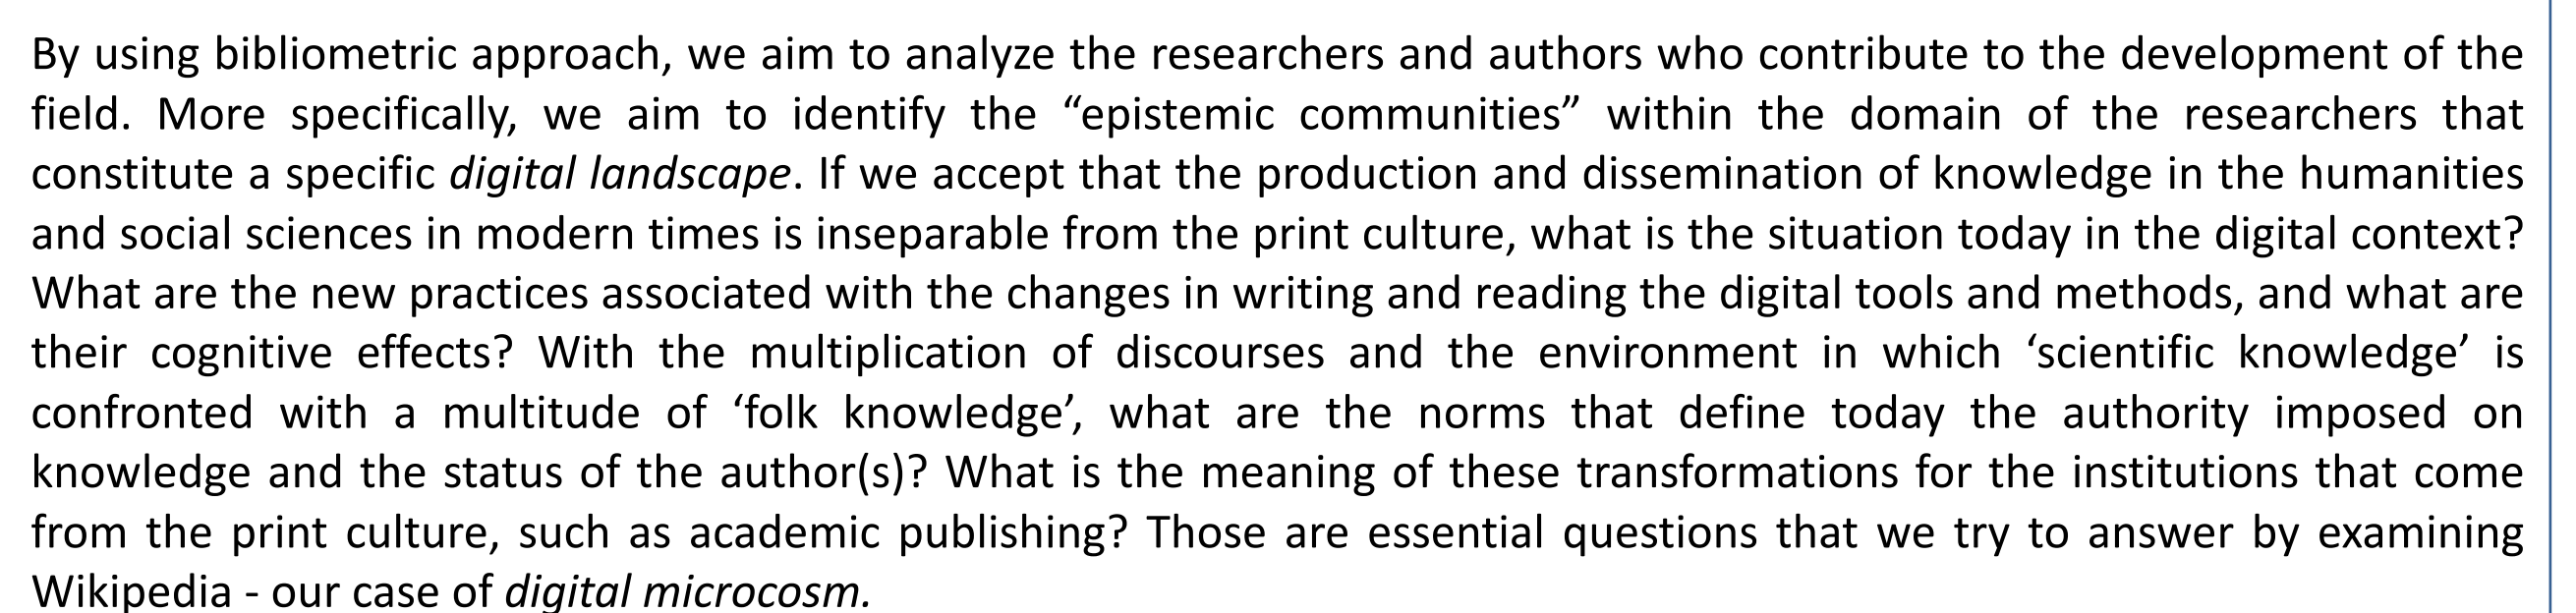 By using bibliometric approach, we aim to analyze the researchers and authors who contribute to the development of the
field. More specifically, we aim to identify the “epistemic communities” within the domain of the researchers that
constitute a specific digital landscape. If we accept that the production and dissemination of knowledge in the humanities
and social sciences in modern times is inseparable from the print culture, what is the situation today in the digital context?
What are the new practices associated with the changes in writing and reading the digital tools and methods, and what are
their cognitive effects? With the multiplication of discourses and the environment in which ‘scientific knowledge’ is
confronted with a multitude of ‘folk knowledge’, what are the norms that define today the authority imposed on
knowledge and the status of the author(s)? What is the meaning of these transformations for the institutions that come
from the print culture, such as academic publishing? Those are essential questions that we try to answer by examining
Wikipedia - our case of digital microcosm.